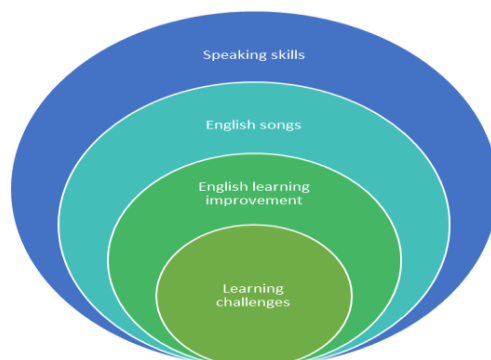 Speaking skills
English songs
English learning
improvement
Learning
challenges